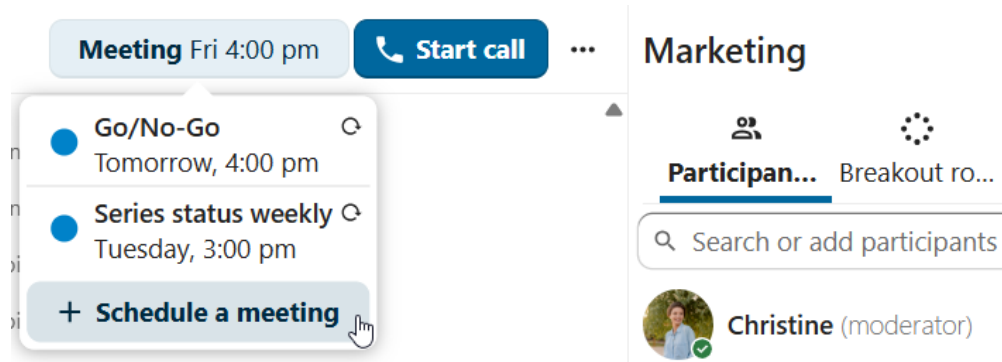 Meeting Fri 4:00 pm
Start call
Marketing
Go/No-Go
Tomorrow, 4:00 pm
Series status weekly
Tuesday, 3:00 pm
+ Schedule a meeting
Participan... Breakout ro...
Search or add participants
Christine (moderator)